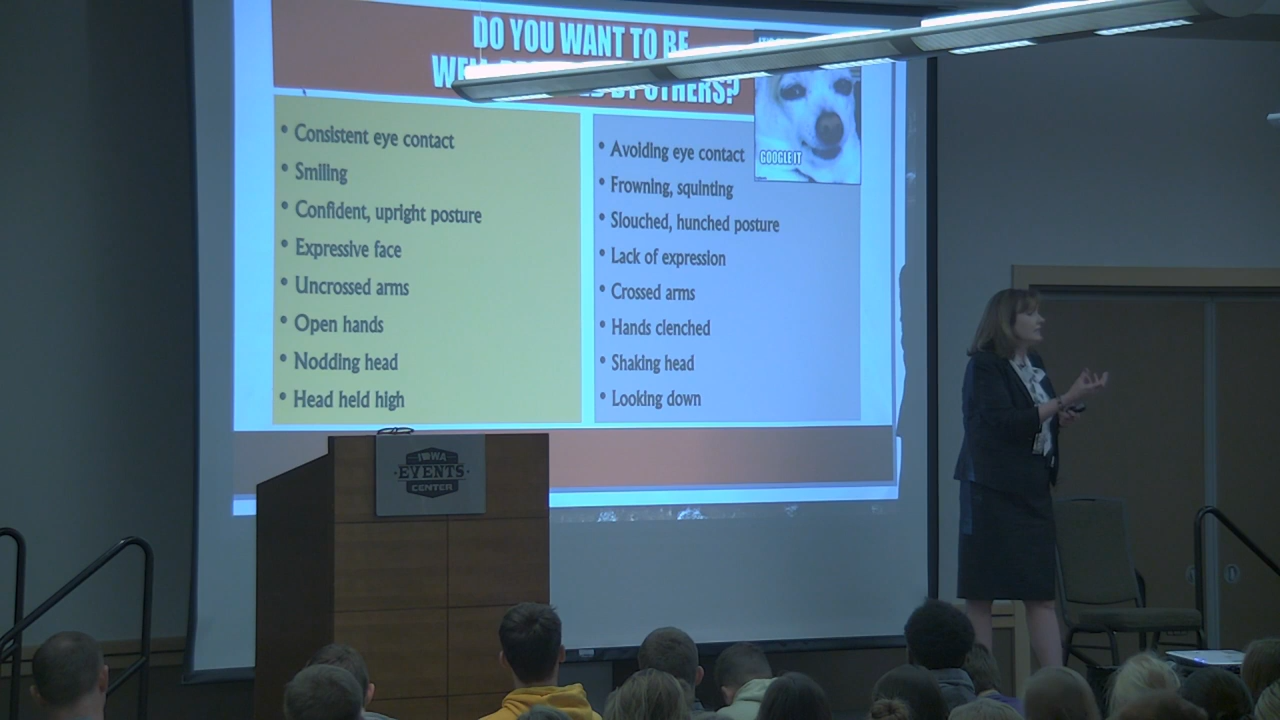 DO YOU WANT TO BE
BY OTHERS?
GOOGLE IT
• Consistent eye contact
• Smiling
• Confident, upright posture
• Expressive face
• Uncrossed arms
• Open hands
• Nodding head
• Head held high
• Avoiding eye contact
• Frowning, squinting
• Slouched, hunched posture
• Lack of expression
• Crossed arms
• Hands clenched
• Shaking head
• Looking down
IOWA
EVENTS
CENTER